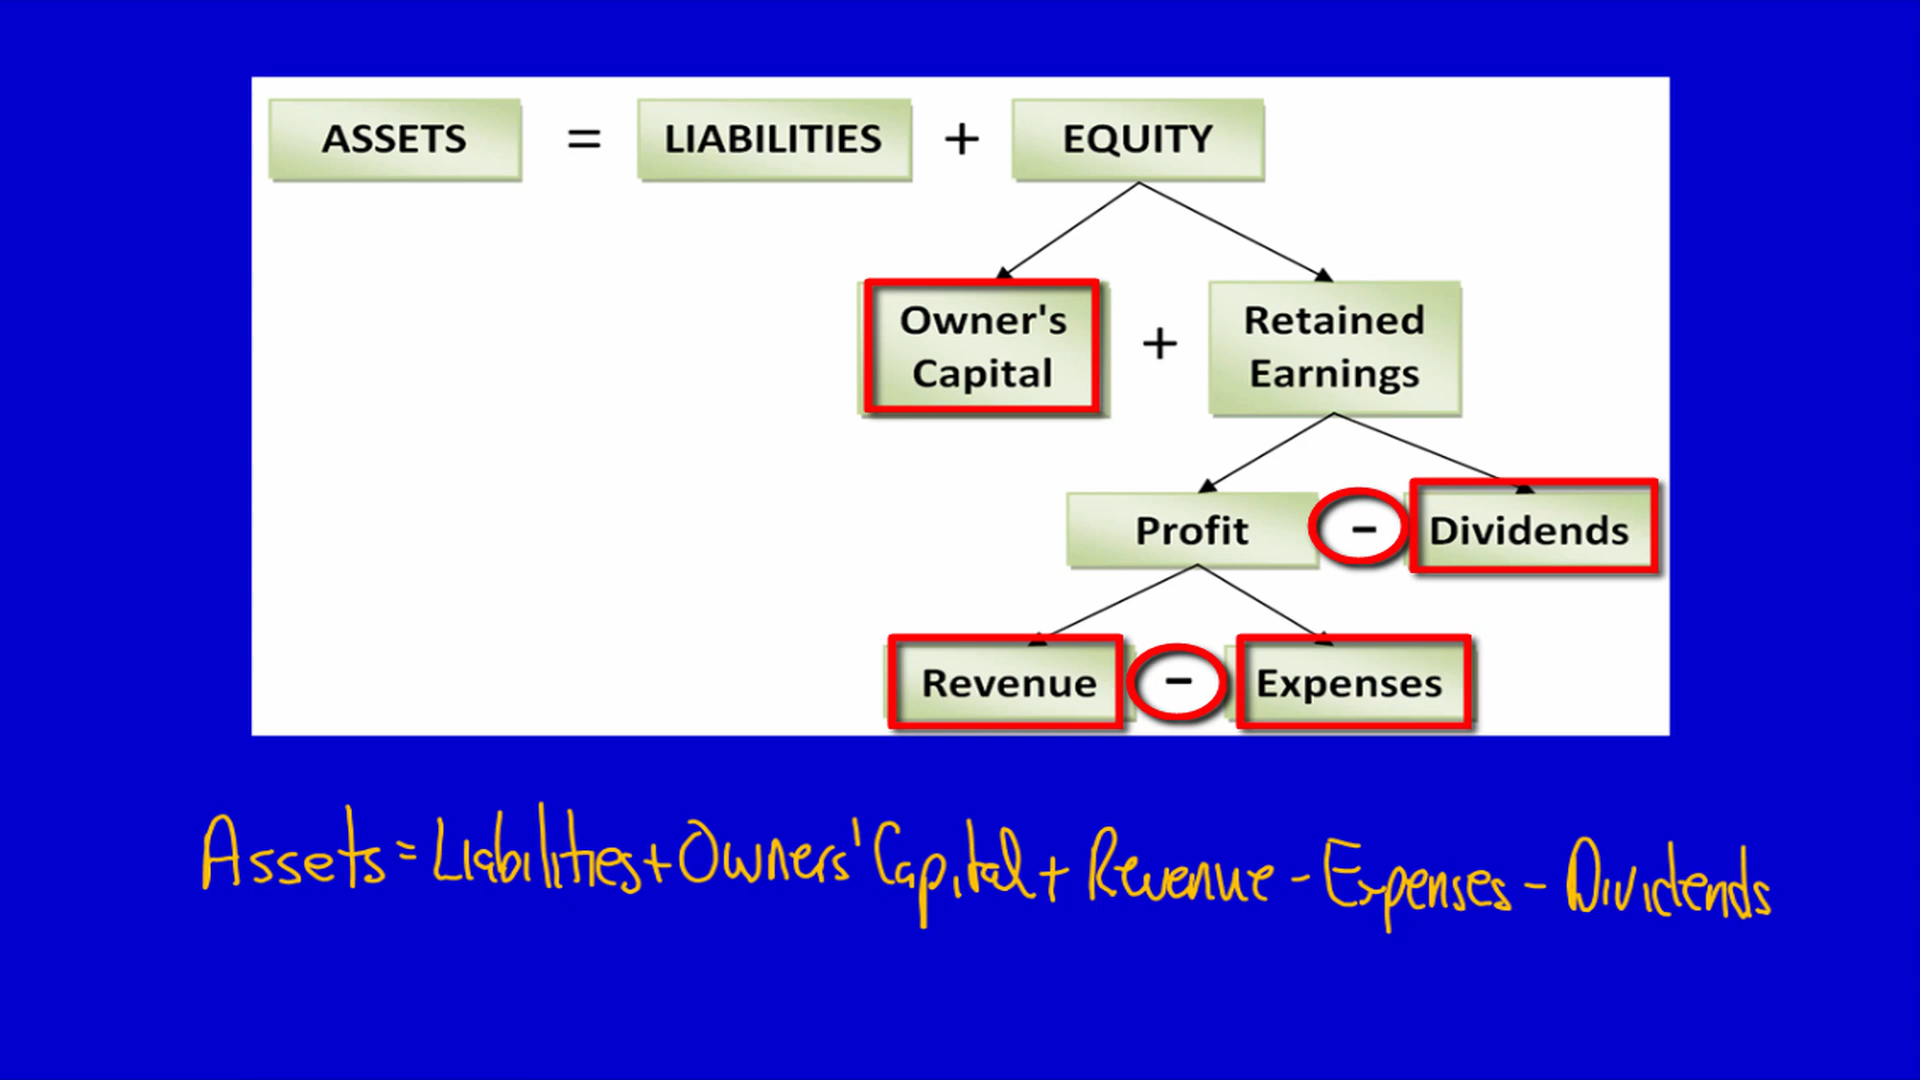 ASSETS = LIABILITIES + EQUITY
Owner's Capital + Retained Earnings
Profit - Dividends
Revenue - Expenses
Assets = Liabilities + Owners' Capital + Revenue - Expenses - Dividends